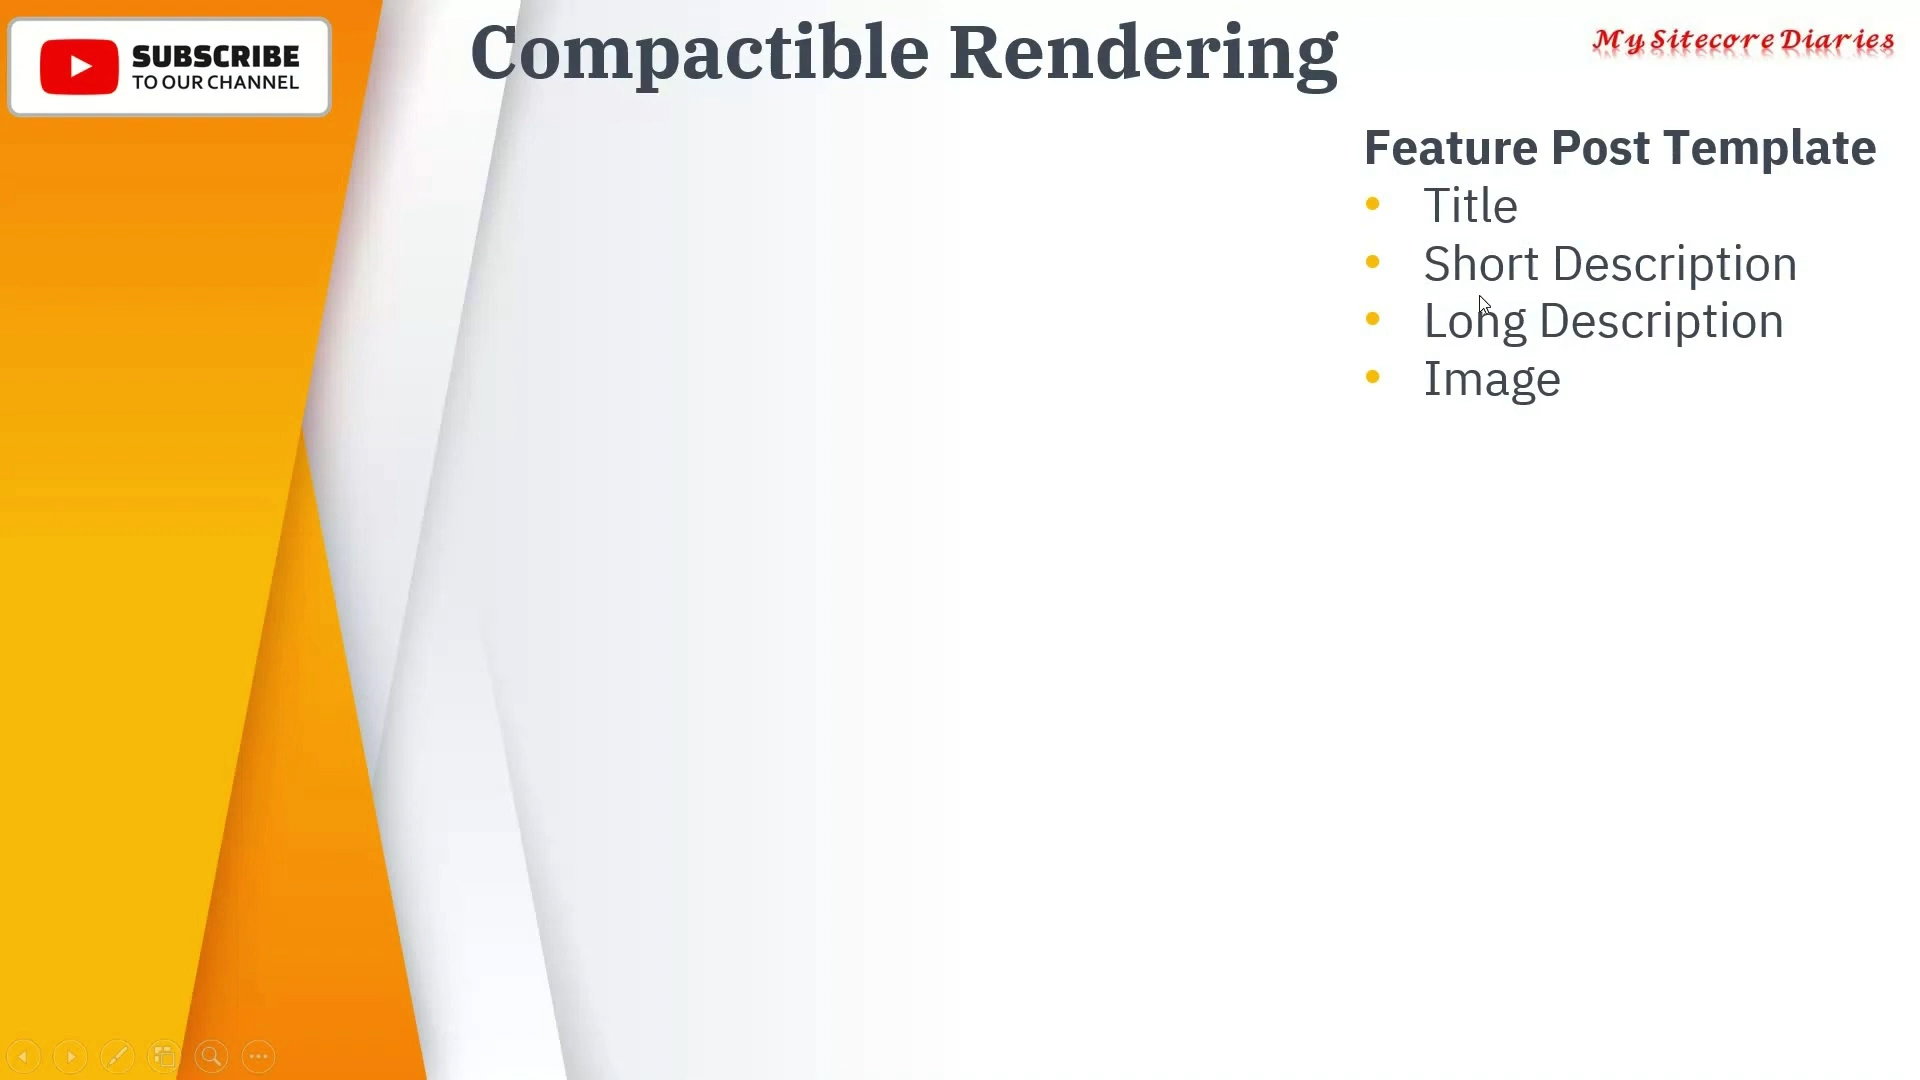 SUBSCRIBE
TO OUR CHANNEL
Compactible Rendering
My Sitecore Diaries
Feature Post Template
• Title
• Short Description
• Long Description
• Image